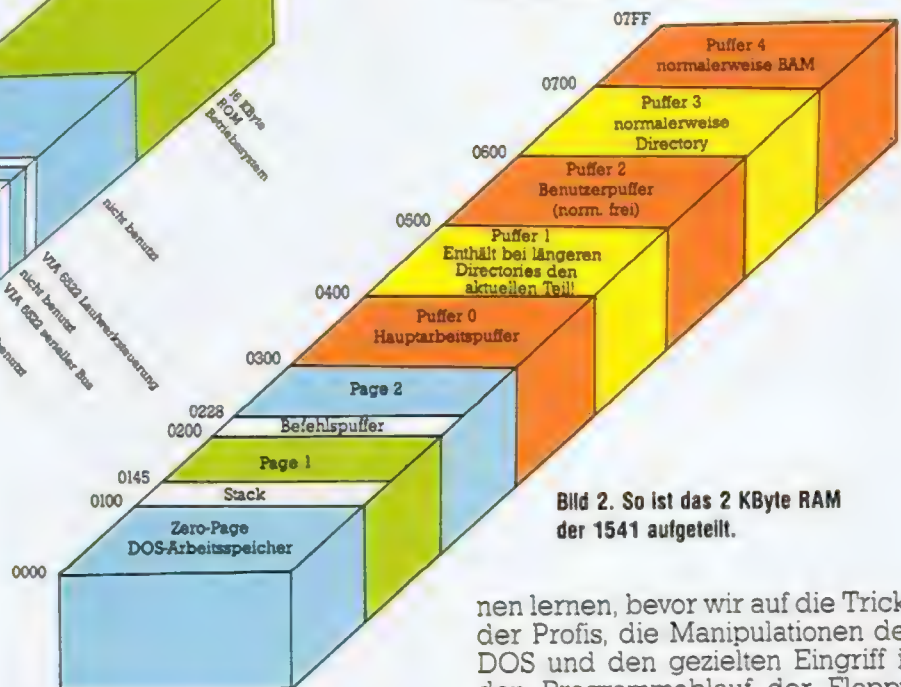 07FF
Puffer 4
normalerweise BAM
0700
Puffer 3
normalerweise
Directory
0600
Puffer 2
Benutzerpuffer
(norm. frei)
0500
Puffer 1
Enthält bei längeren
Directories den
aktuellen Teil!
0400
Puffer 0
Hauptarbeitspuffer
0300
Page 2
0228
Befehlspuffer
0200
Page 1
0145
Stack
0100
Zero-Page
DOS-Arbeitsspeicher
0000
16 KByte
ROM
Betriebssystem
nicht benutzt
VIA 6522 Laufwerksteuerung
nicht benutzt
VIA 6522 serieller Bus
Bild 2. So ist das 2 KByte RAM
der 1541 aufgeteilt.
nen lernen, bevor wir auf die Trick
der Profis, die Manipulationen de
DOS und den gezielten Eingriff i